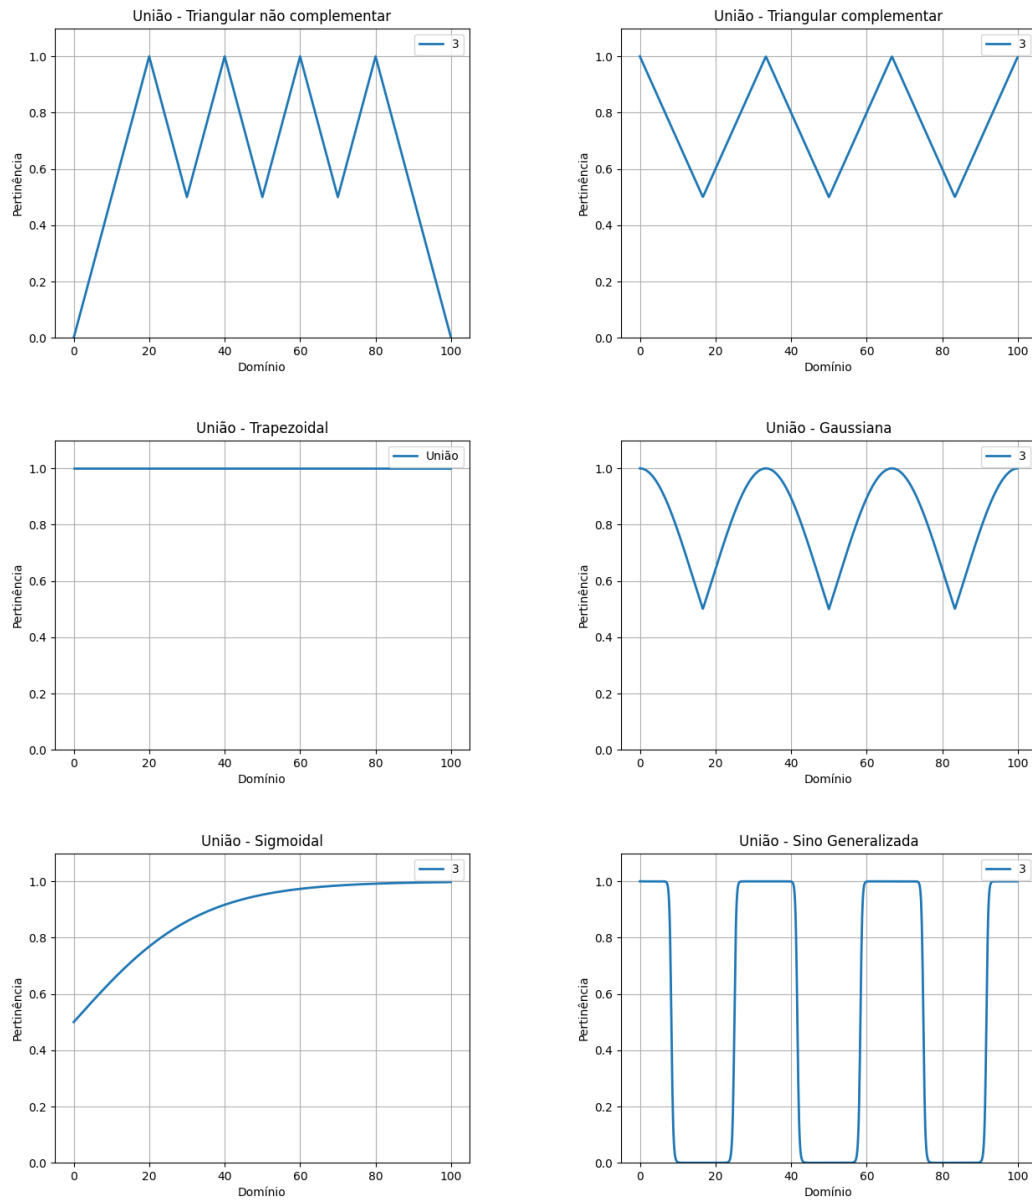 União - Triangular não complementar
3
Pertinência
1.0
0.8
0.6
0.4
0.2
0.0
0 20 40 60 80 100
Domínio
União - Triangular complementar
3
Pertinência
1.0
0.8
0.6
0.4
0.2
0.0
0 20 40 60 80 100
Domínio
União - Trapezoidal
União
Pertinência
1.0
0.8
0.6
0.4
0.2
0.0
0 20 40 60 80 100
Domínio
União - Gaussiana
3
Pertinência
1.0
0.8
0.6
0.4
0.2
0.0
0 20 40 60 80 100
Domínio
União - Sigmoidal
3
Pertinência
1.0
0.8
0.6
0.4
0.2
0.0
0 20 40 60 80 100
Domínio
União - Sino Generalizada
3
Pertinência
1.0
0.8
0.6
0.4
0.2
0.0
0 20 40 60 80 100
Domínio